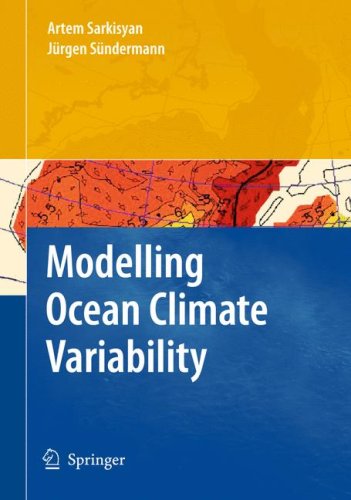 Artem Sarkisyan
Jürgen Sündermann
Modelling
Ocean Climate
Variability
Springer